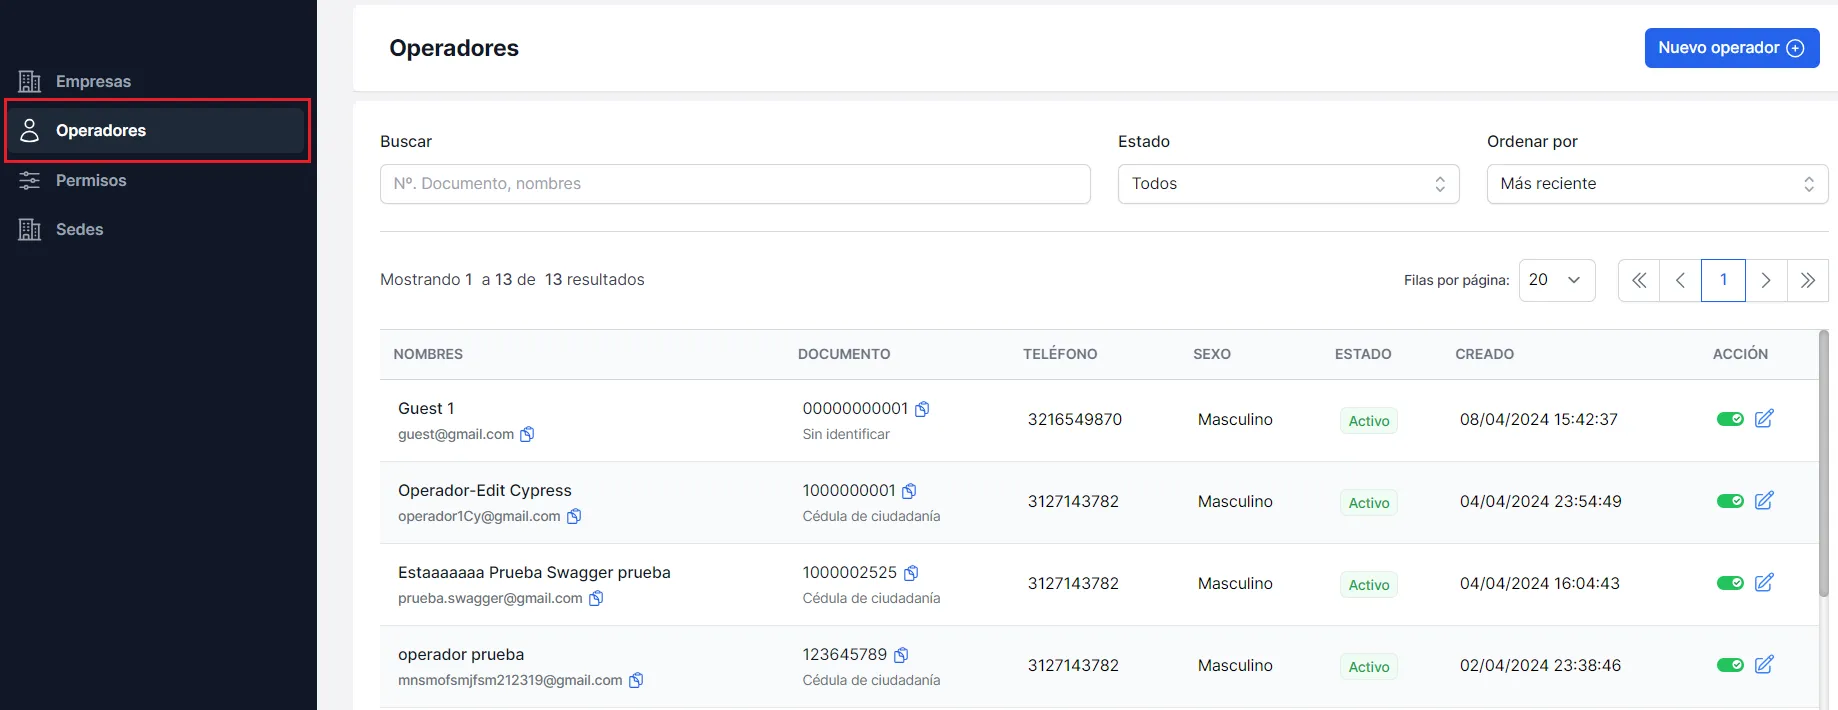 Empresas
Operadores
Permisos
Sedes
Operadores
Nuevo operador
Buscar
Estado
Ordenar por
Nº. Documento, nombres
Todos
Más reciente
Mostrando 1 a 13 de 13 resultados
Filas por página: 20 1
NOMBRES DOCUMENTO TELÉFONO SEXO ESTADO CREADO ACCIÓN
Guest 1
guest@gmail.com
00000000001
Sin identificar
3216549870
Masculino
Activo
08/04/2024 15:42:37
Operador-Edit Cypress
operador1Cy@gmail.com
1000000001
Cédula de ciudadanía
3127143782
Masculino
Activo
04/04/2024 23:54:49
Estaaaaaaa Prueba Swagger prueba
prueba.swagger@gmail.com
1000002525
Cédula de ciudadanía
3127143782
Masculino
Activo
04/04/2024 16:04:43
operador prueba
mnsmofsmjfsm212319@gmail.com
123645789
Cédula de ciudadanía
3127143782
Masculino
Activo
02/04/2024 23:38:46